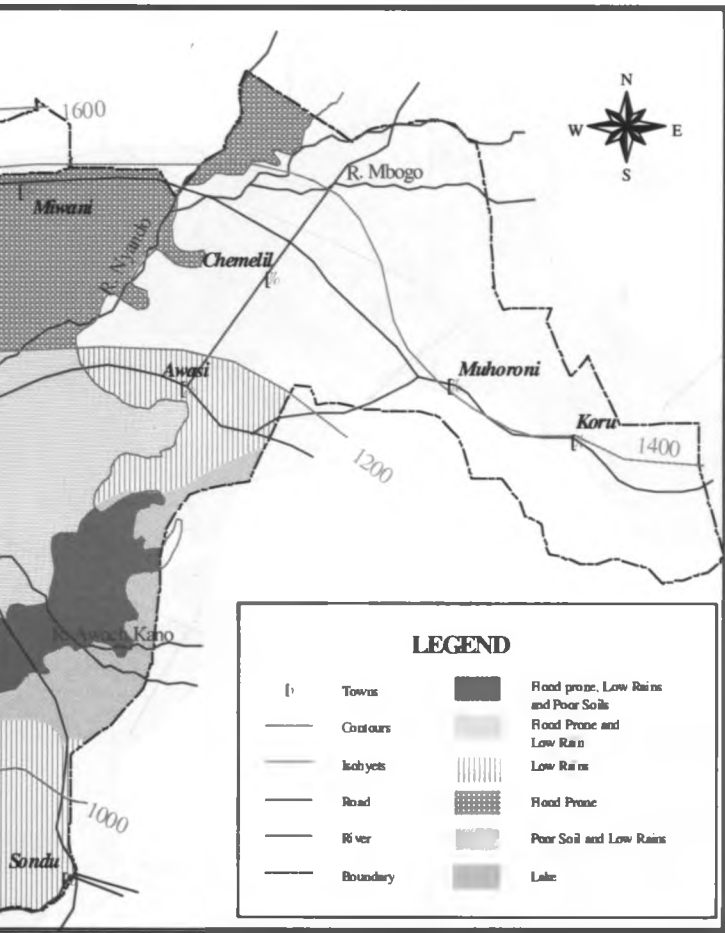 1600
N
W
E
S
R. Mbogo
Miwani
R. Nyando
Chemelil
Awasi
Muhoroni
Koru
1400
1200
R. Awach Kano
1000
Sondu
LEGEND
Towns
Contours
Isohyets
Road
River
Boundary
Flood prone, Low Rains
and Poor Soils
Flood Prone and
Low Rain
Low Rains
Flood Prone
Poor Soil and Low Rains
Lake